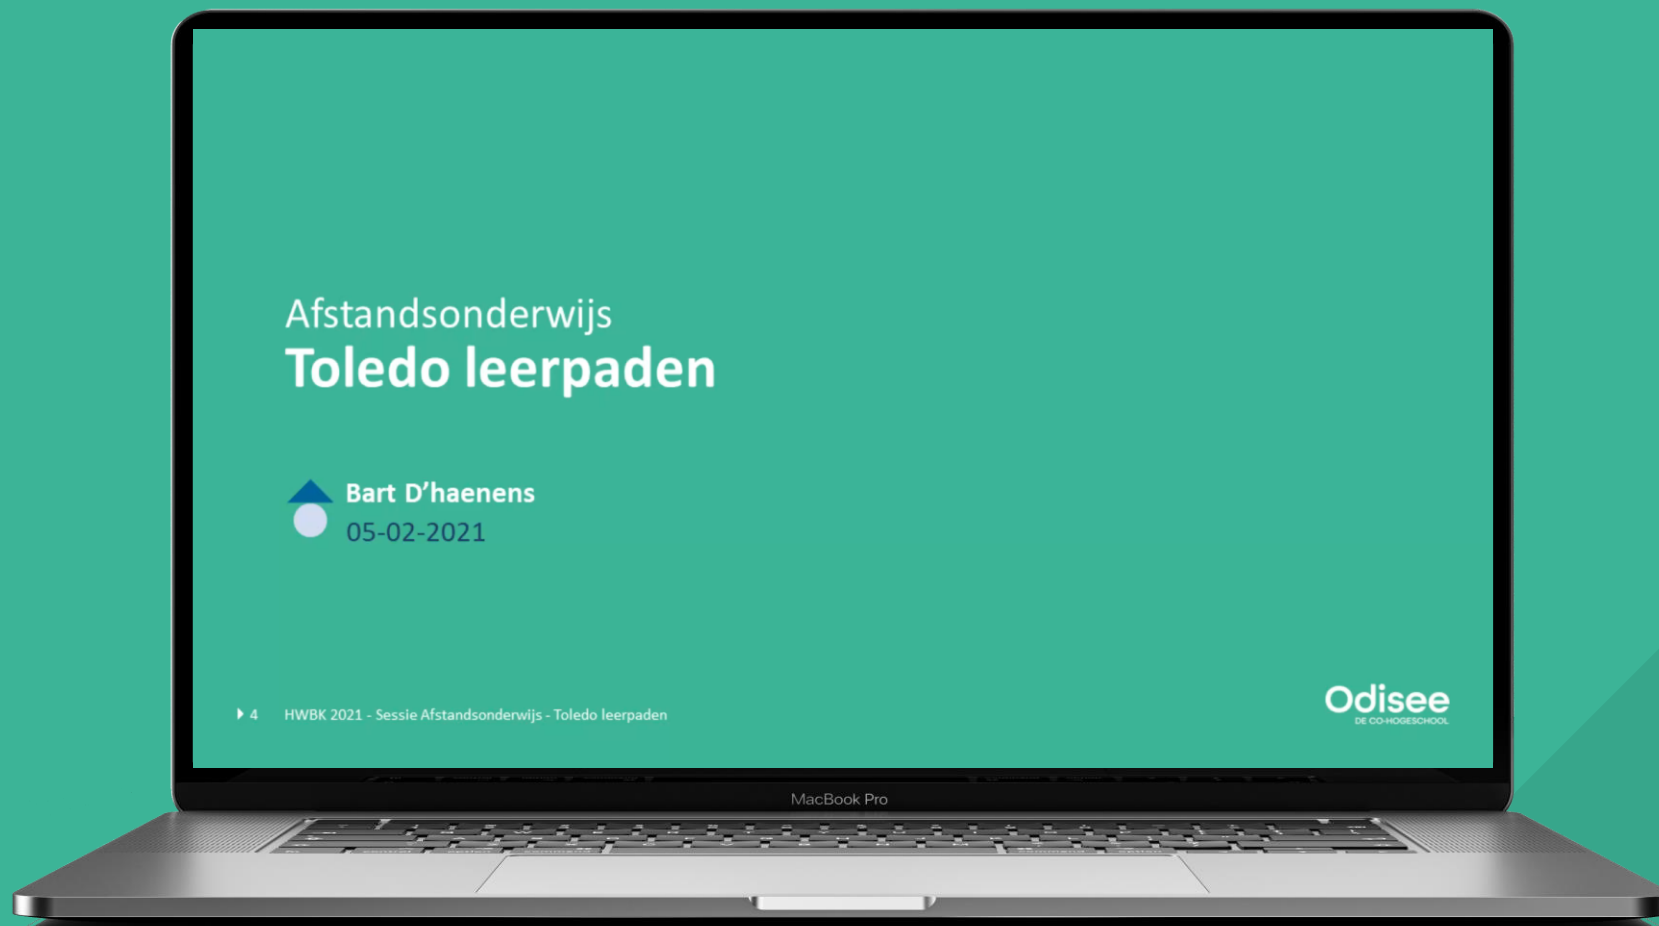 Afstandsonderwijs
Toledo leerpaden
Bart D’haenens
05-02-2021
4 HWBK 2021 - Sessie Afstandsonderwijs - Toledo leerpaden
Odisee
DE CO-HOGESCHOOL
MacBook Pro